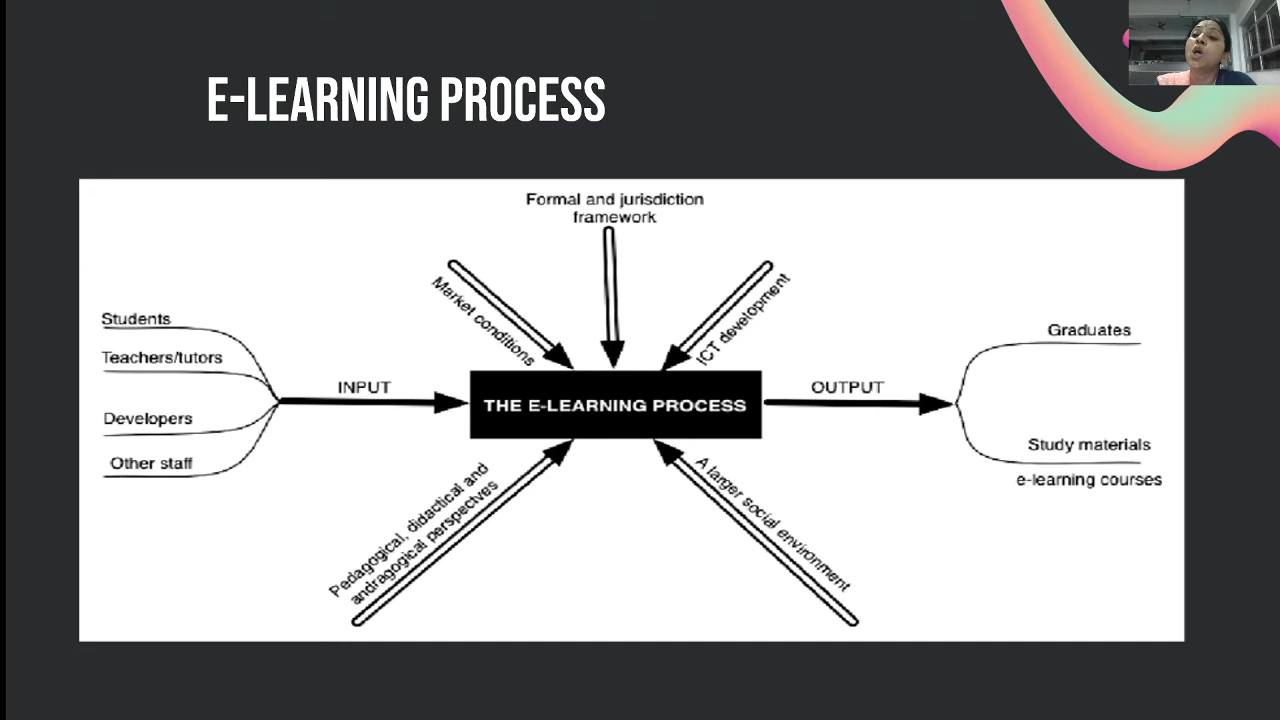 E-LEARNING PROCESS
Formal and jurisdiction
framework
Market conditions
ICT development
Students
Teachers/tutors
Developers
Other staff
INPUT
THE E-LEARNING PROCESS
OUTPUT
Graduates
Study materials
e-learning courses
Pedagogical, didactical and
andragogical perspectves
A larger social environment